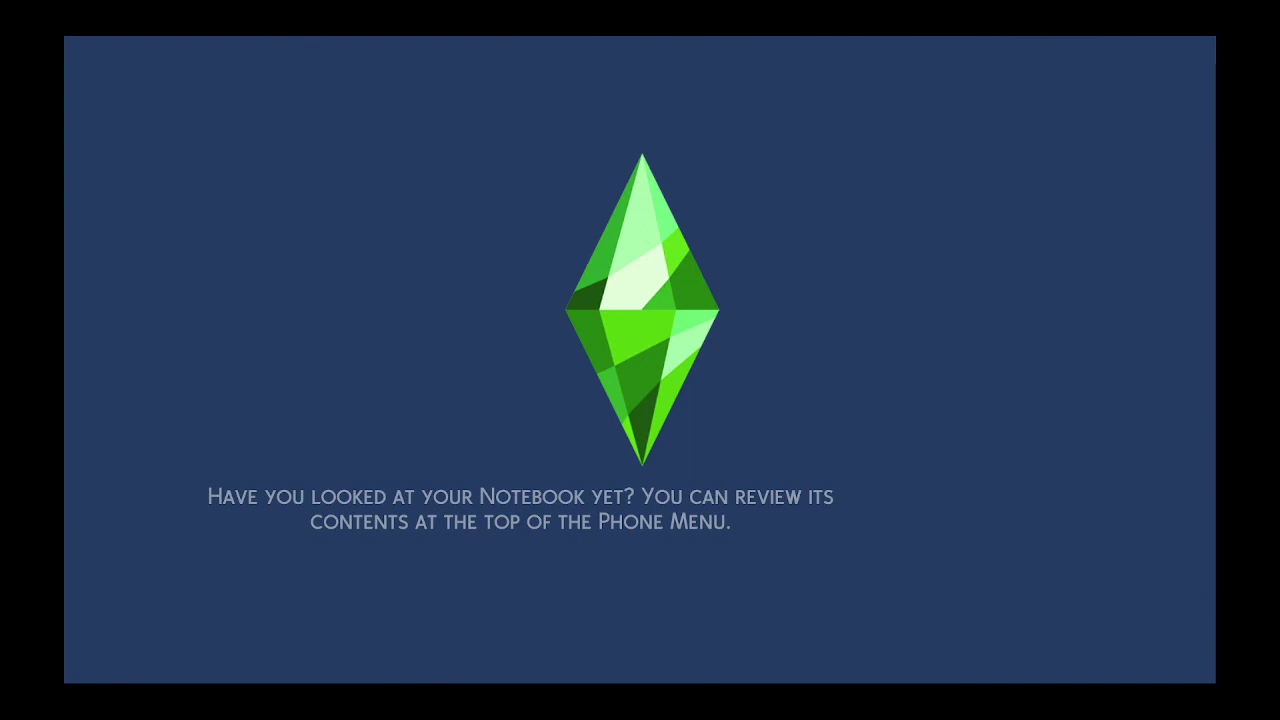 Have you looked at your Notebook yet? You can review its
contents at the top of the Phone Menu.